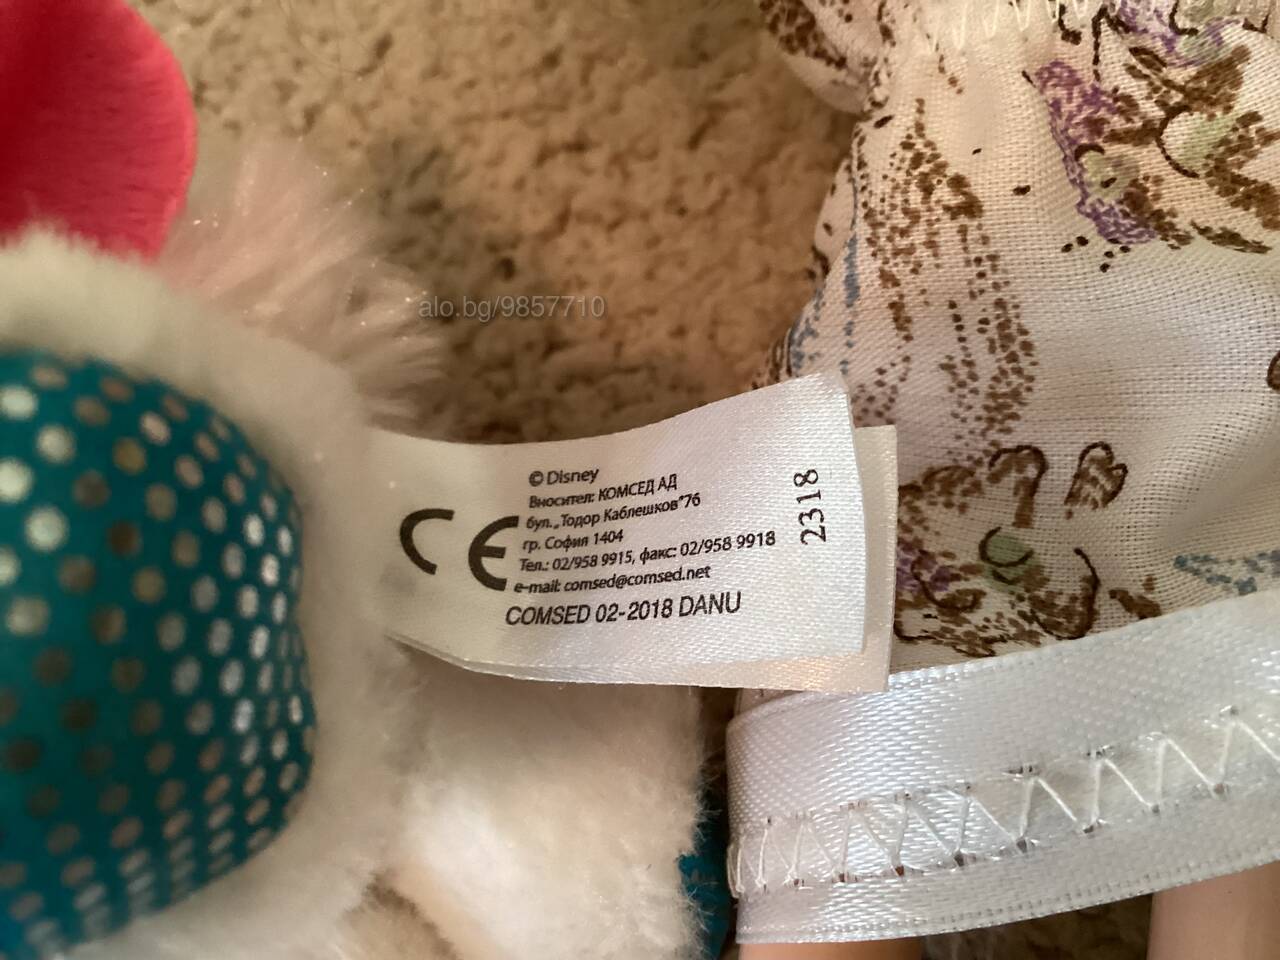 alo.bg/9857710
© Disney
Вносител: КОМСЕД АД
бул. „Тодор Каблешков"76
гр. София 1404
Тел.: 02/958 9915, факс: 02/958 9918
e-mail: comsed@comsed.net
COMSED 02-2018 DANU
CE
2318